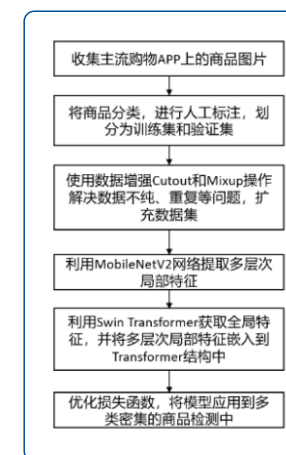 收集主流购物APP上的商品图片
将商品分类，进行人工标注，划
分为训练集和验证集
使用数据增强Cutout和Mixup操作
解决数据不纯、重复等问题，扩
充数据集
利用MobileNetV2网络提取多层次
局部特征
利用Swin Transformer获取全局特
征，并将多层次局部特征嵌入到
Transformer结构中
优化损失函数，将模型应用到多
类密集的商品检测中